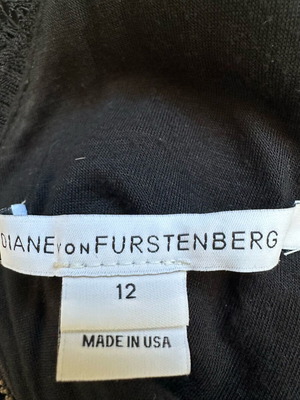 DIANE VON FURSTENBERG
12
MADE IN USA